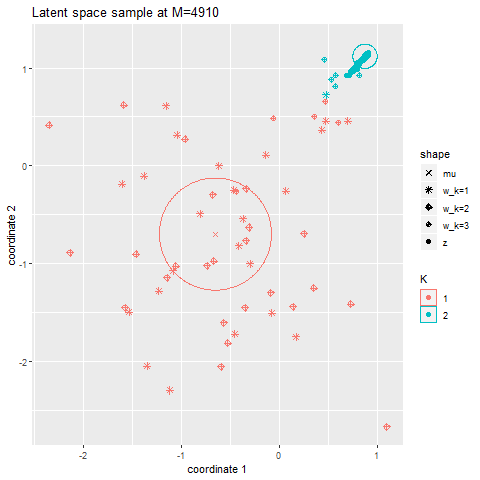 Latent space sample at M=4910
1
0
-1
-2
coordinate 2
-2
-1
0
1
coordinate 1
shape
mu
w_k=1
w_k=2
w_k=3
z
K
1
2